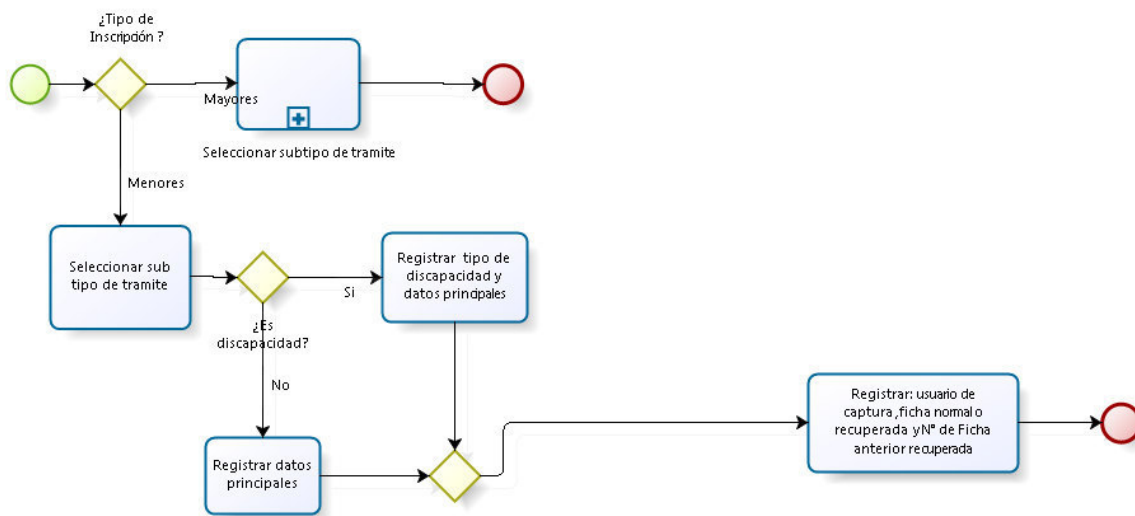 ¿Tipo de
Inscripción ?
Mayores
Seleccionar subtipo de tramite
Menores
Seleccionar sub
tipo de tramite
Registrar tipo de
discapacidad y
datos principales
Si
¿Es
discapacidad?
No
Registrar: usuario de
captura ,ficha normal o
recuperada y N° de Ficha
anterior recuperada
Registrar datos
principales